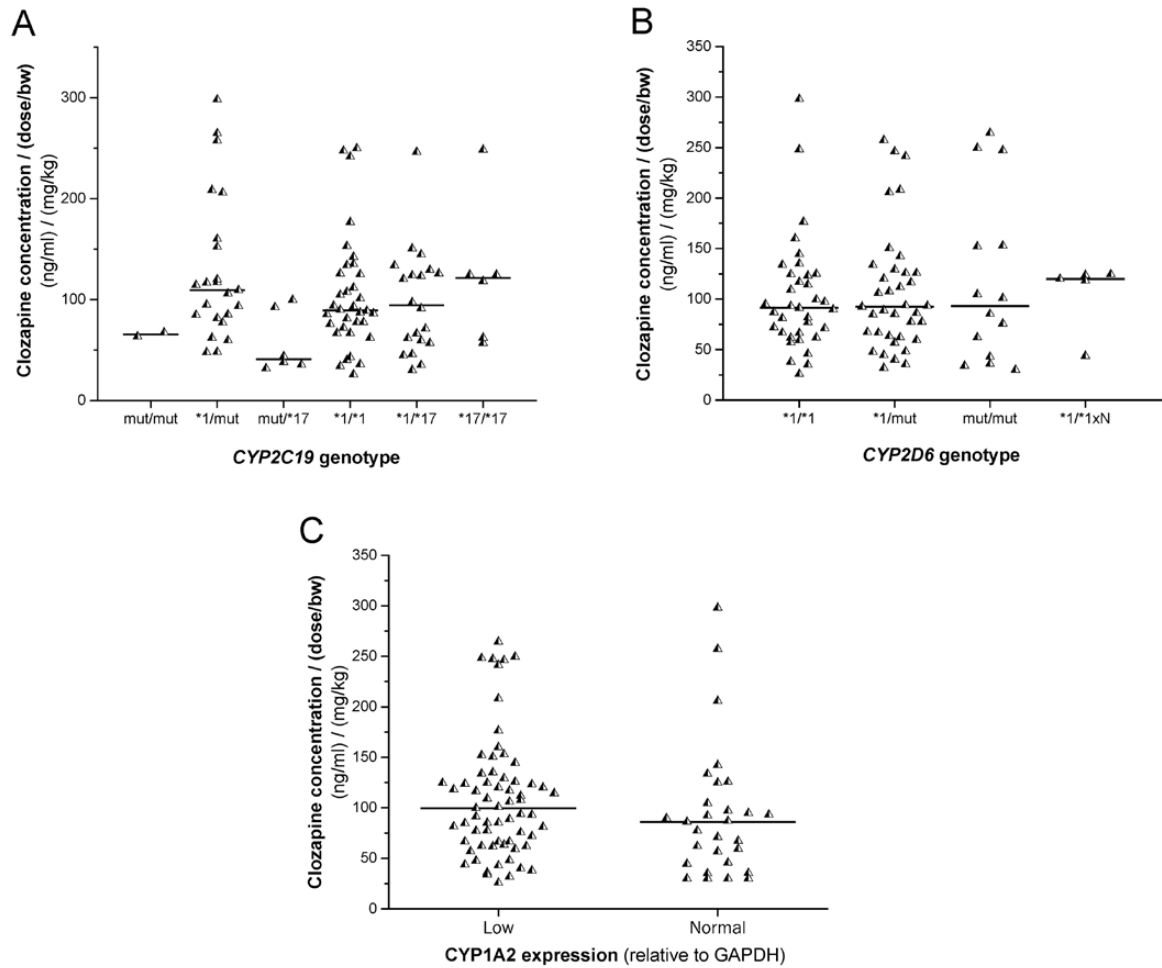 A
Clozapine concentration / (dose/bw)
(ng/ml) / (mg/kg)
300
200
100
0
mut/mut *1/mut mut/*17 *1/*1 *1/*17 *17/*17
CYP2C19 genotype
B
Clozapine concentration / (dose/bw)
(ng/ml) / (mg/kg)
350
300
250
200
150
100
50
0
*1/*1 *1/mut mut/mut *1/*1xN
CYP2D6 genotype
C
Clozapine concentration / (dose/bw)
(ng/ml) / (mg/kg)
350
300
250
200
150
100
50
0
Low Normal
CYP1A2 expression (relative to GAPDH)